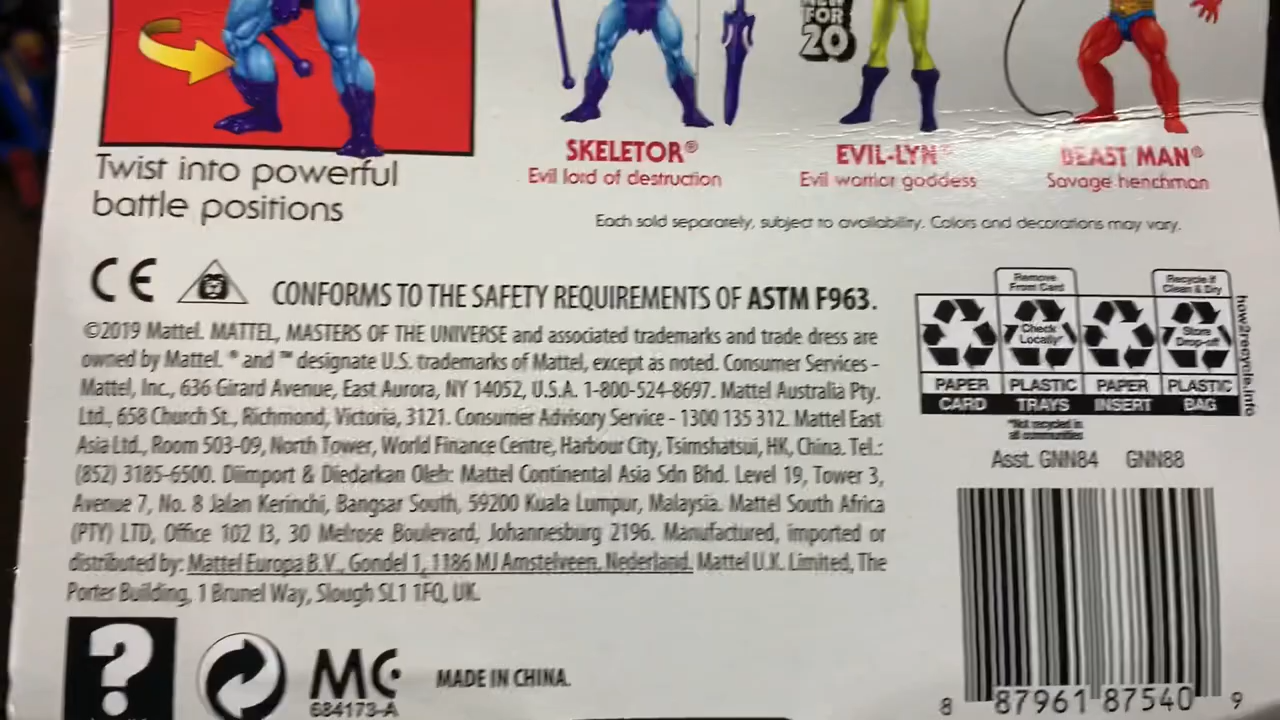 NEW
FOR
20
Twist into powerful
battle positions
SKELETOR®
Evil lord of destruction
EVIL-LYN®
Evil warrior goddess
BEAST MAN®
Savage henchman
Each sold separately, subject to availability. Colors and decorations may vary.
CE
CONFORMS TO THE SAFETY REQUIREMENTS OF ASTM F963.
©2019 Mattel. MATTEL, MASTERS OF THE UNIVERSE and associated trademarks and trade dress are
owned by Mattel. ® and ™ designate U.S. trademarks of Mattel, except as noted. Consumer Services -
Mattel, Inc., 636 Girard Avenue, East Aurora, NY 14052, U.S.A. 1-800-524-8697. Mattel Australia Pty.
Ltd., 658 Church St., Richmond, Victoria, 3121. Consumer Advisory Service - 1300 135 312. Mattel East
Asia Ltd., Room 503-09, North Tower, World Finance Centre, Harbour City, Tsimshatsui, HK, China. Tel.:
(852) 3185-6500. Diimport & Diedarkan Oleh: Mattel Continental Asia Sdn Bhd. Level 19, Tower 3,
Avenue 7, No. 8 Jalan Kerinchi, Bangsar South, 59200 Kuala Lumpur, Malaysia. Mattel South Africa
(PTY) LTD, Office 102 I3, 30 Melrose Boulevard, Johannesburg 2196. Manufactured, imported or
distributed by: Mattel Europa B.V., Gondel 1, 1186 MJ Amstelveen, Nederland. Mattel U.K. Limited, The
Porter Building, 1 Brunel Way, Slough SL1 1FQ, UK.
Remove
From Card
Recycle if
Clean & Dry
Check
Locally*
Store
Drop-off
PAPER PLASTIC PAPER PLASTIC
CARD TRAYS INSERT BAG
how2recycle.info
*Not recycled in
all communities
Asst. GNN84 GNN88
?
MC
684173-A
MADE IN CHINA.
8 87961 87540 9